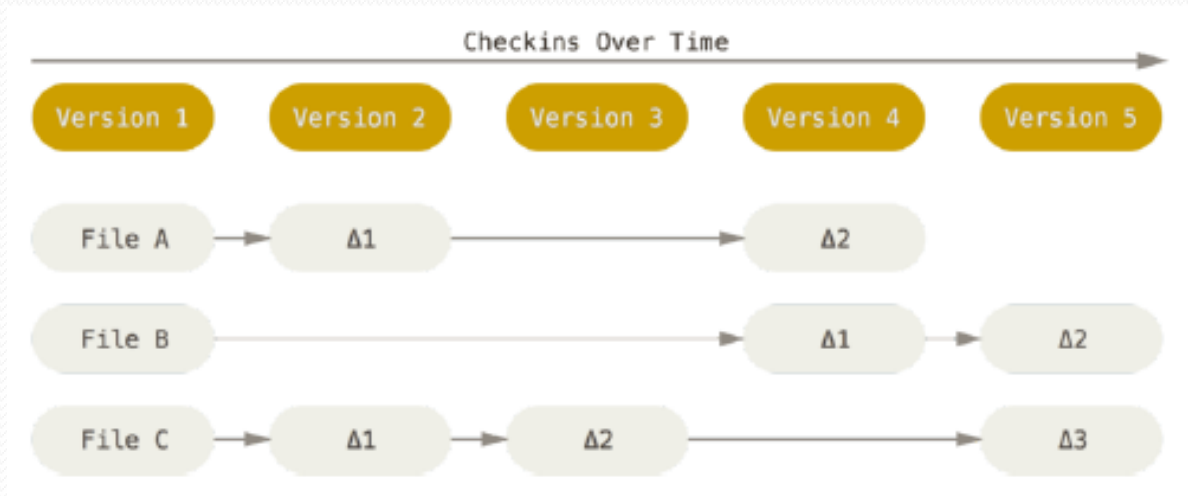 Checkins Over Time
Version 1 Version 2 Version 3 Version 4 Version 5
File A Δ1 Δ2
File B Δ1 Δ2
File C Δ1 Δ2 Δ3